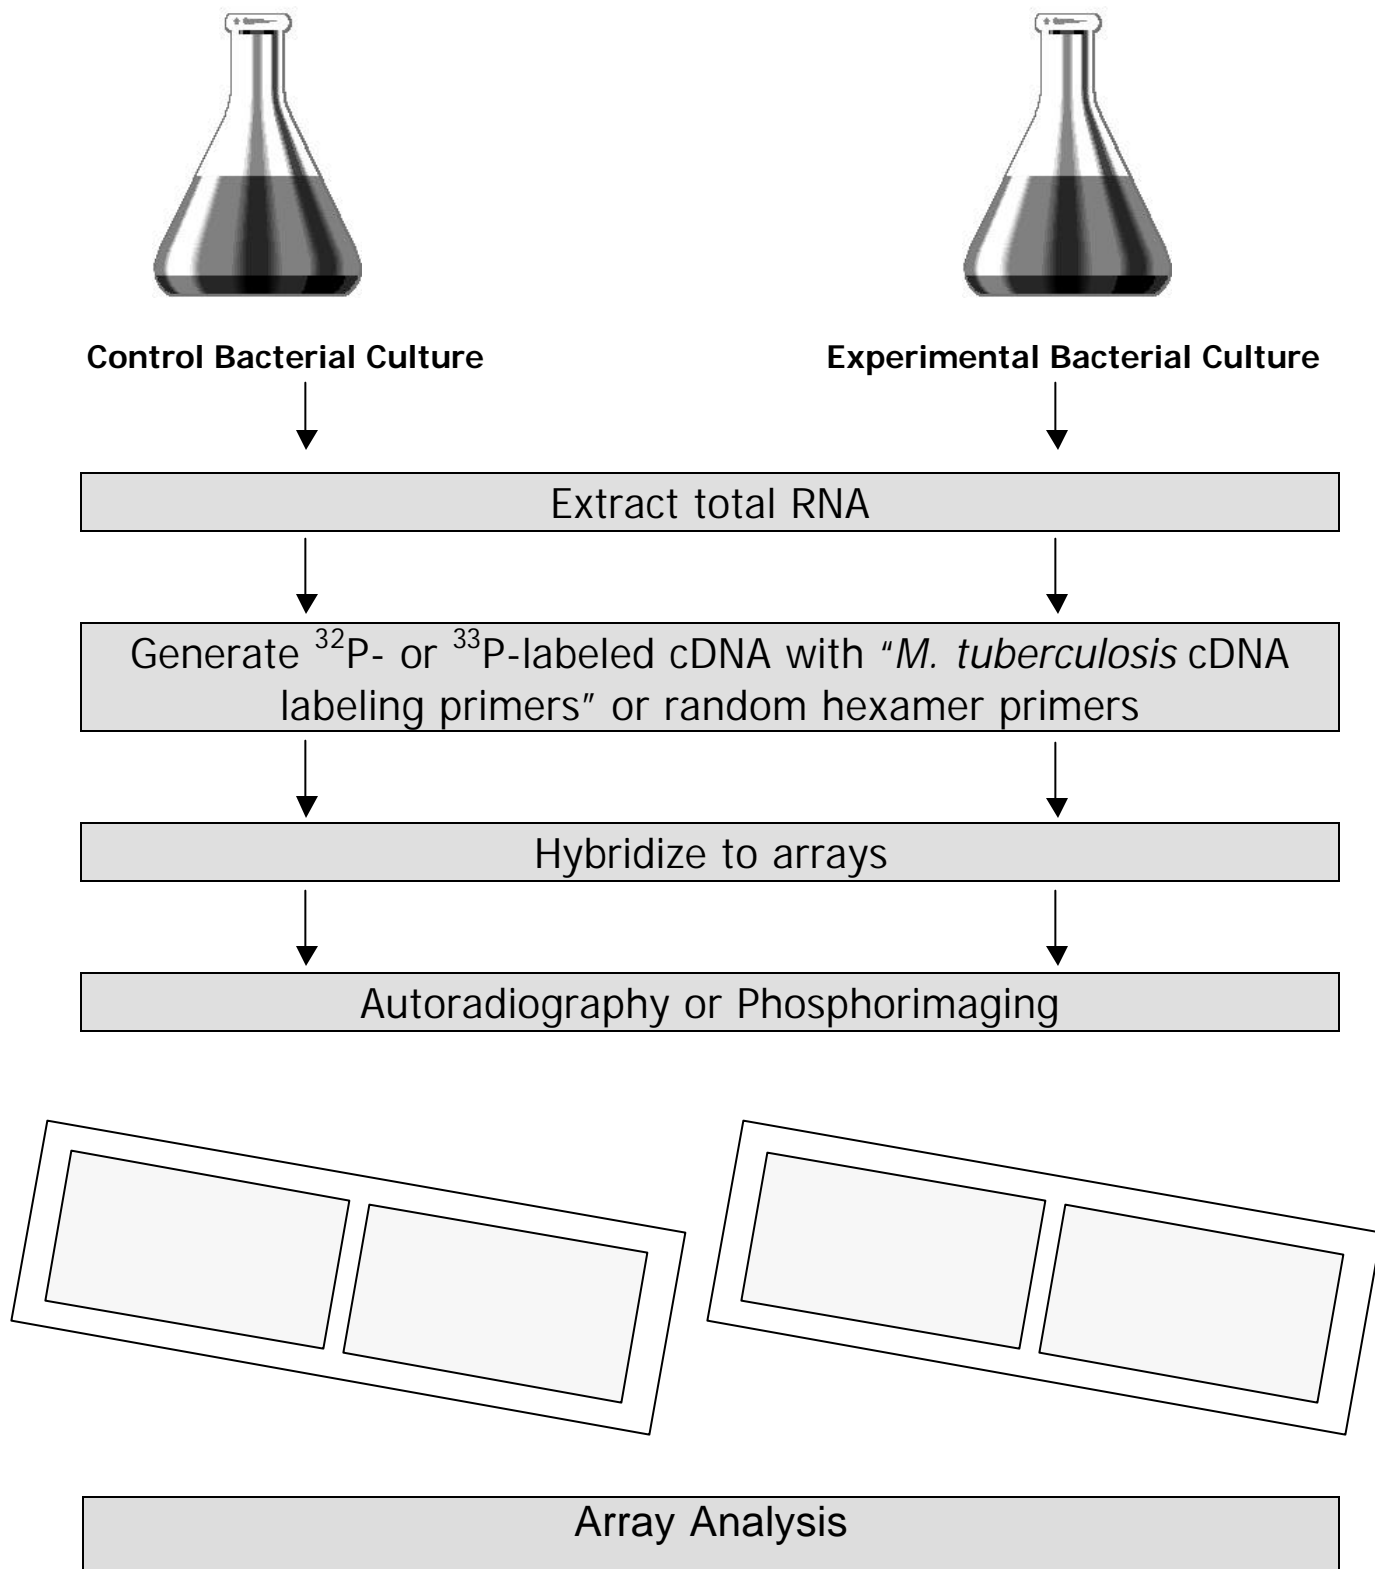 Control Bacterial Culture
Experimental Bacterial Culture
Extract total RNA
Generate ³²P- or ³³P-labeled cDNA with "M. tuberculosis cDNA
labeling primers" or random hexamer primers
Hybridize to arrays
Autoradiography or Phosphorimaging
Array Analysis